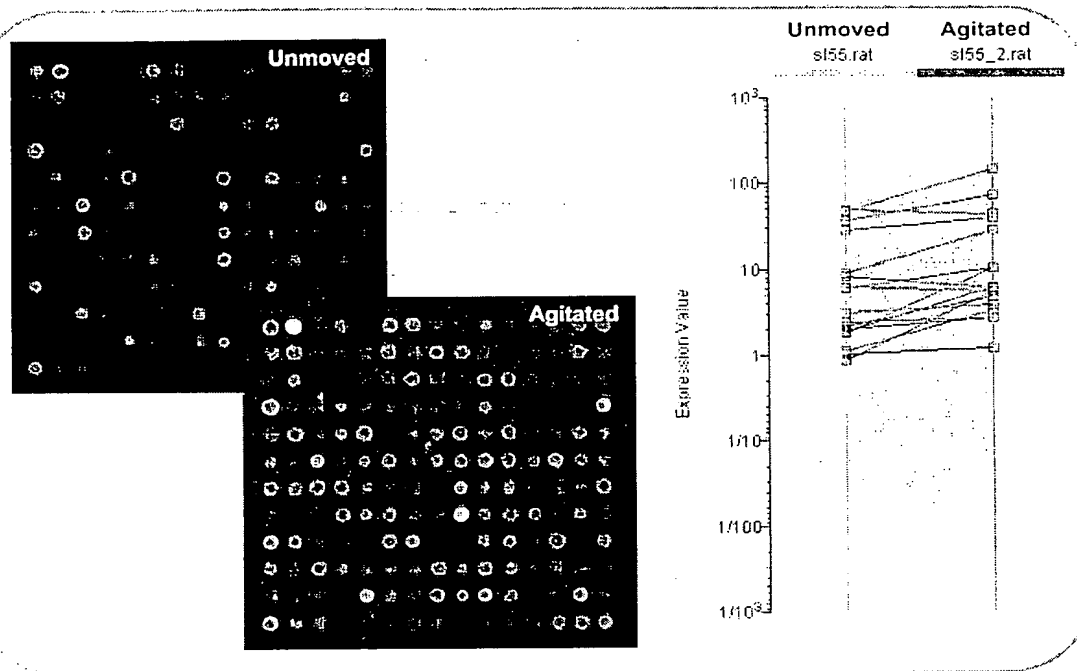 Unmoved
Agitated
Unmoved
sl55.rat
Agitated
sl55_2.rat
Expression Value
10³
100
10
1
1/10
1/100
1/10³